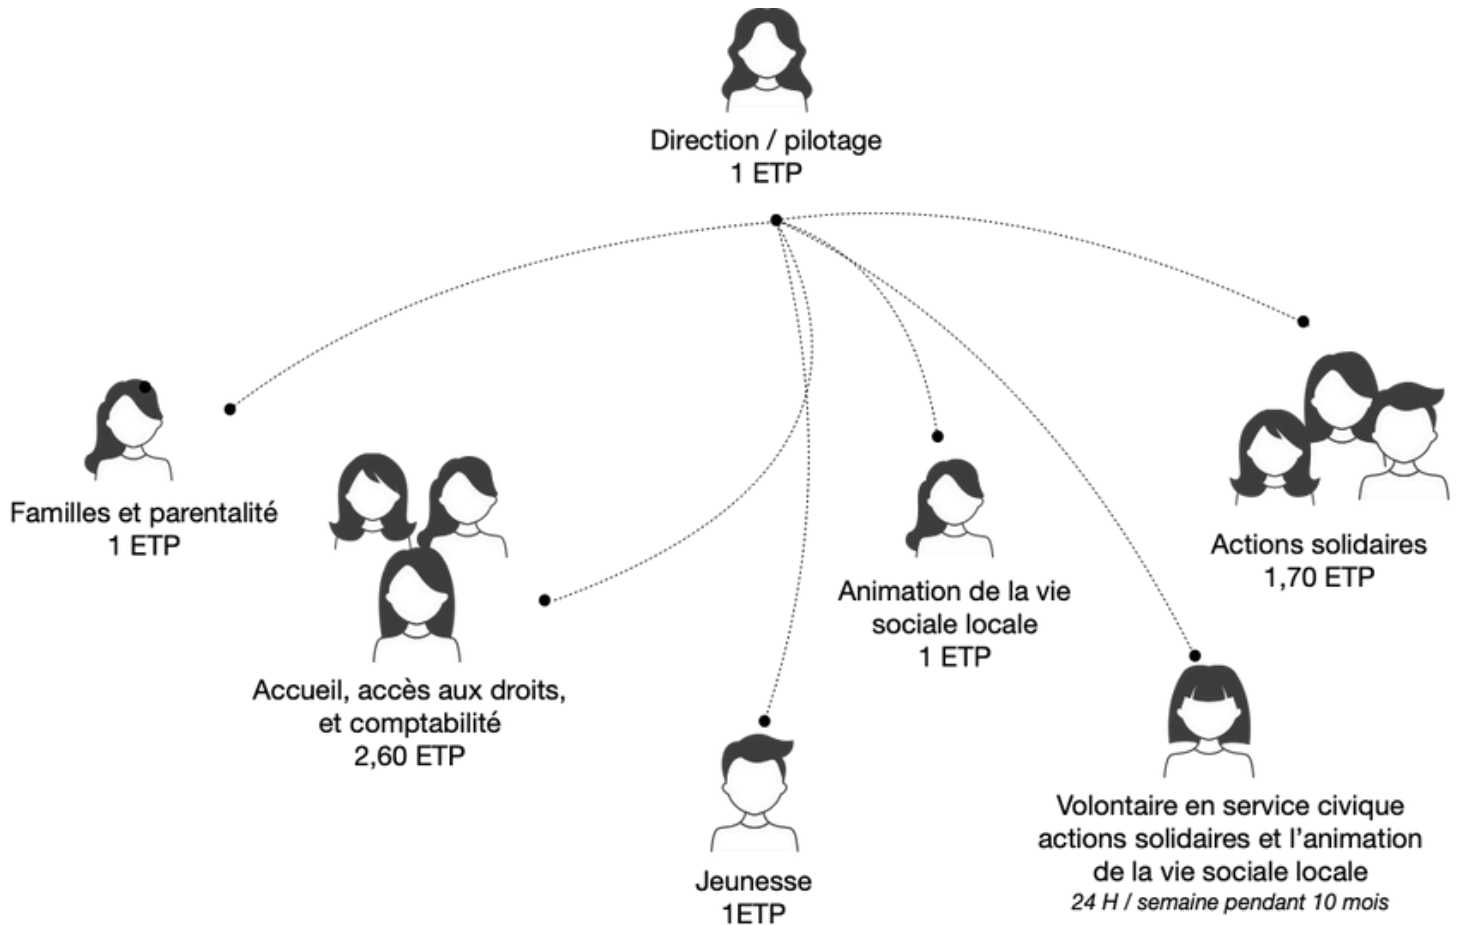 Direction / pilotage
1 ETP
Familles et parentalité
1 ETP
Accueil, accès aux droits,
et comptabilité
2,60 ETP
Jeunesse
1ETP
Animation de la vie
sociale locale
1 ETP
Volontaire en service civique
actions solidaires et l’animation
de la vie sociale locale
24 H / semaine pendant 10 mois
Actions solidaires
1,70 ETP